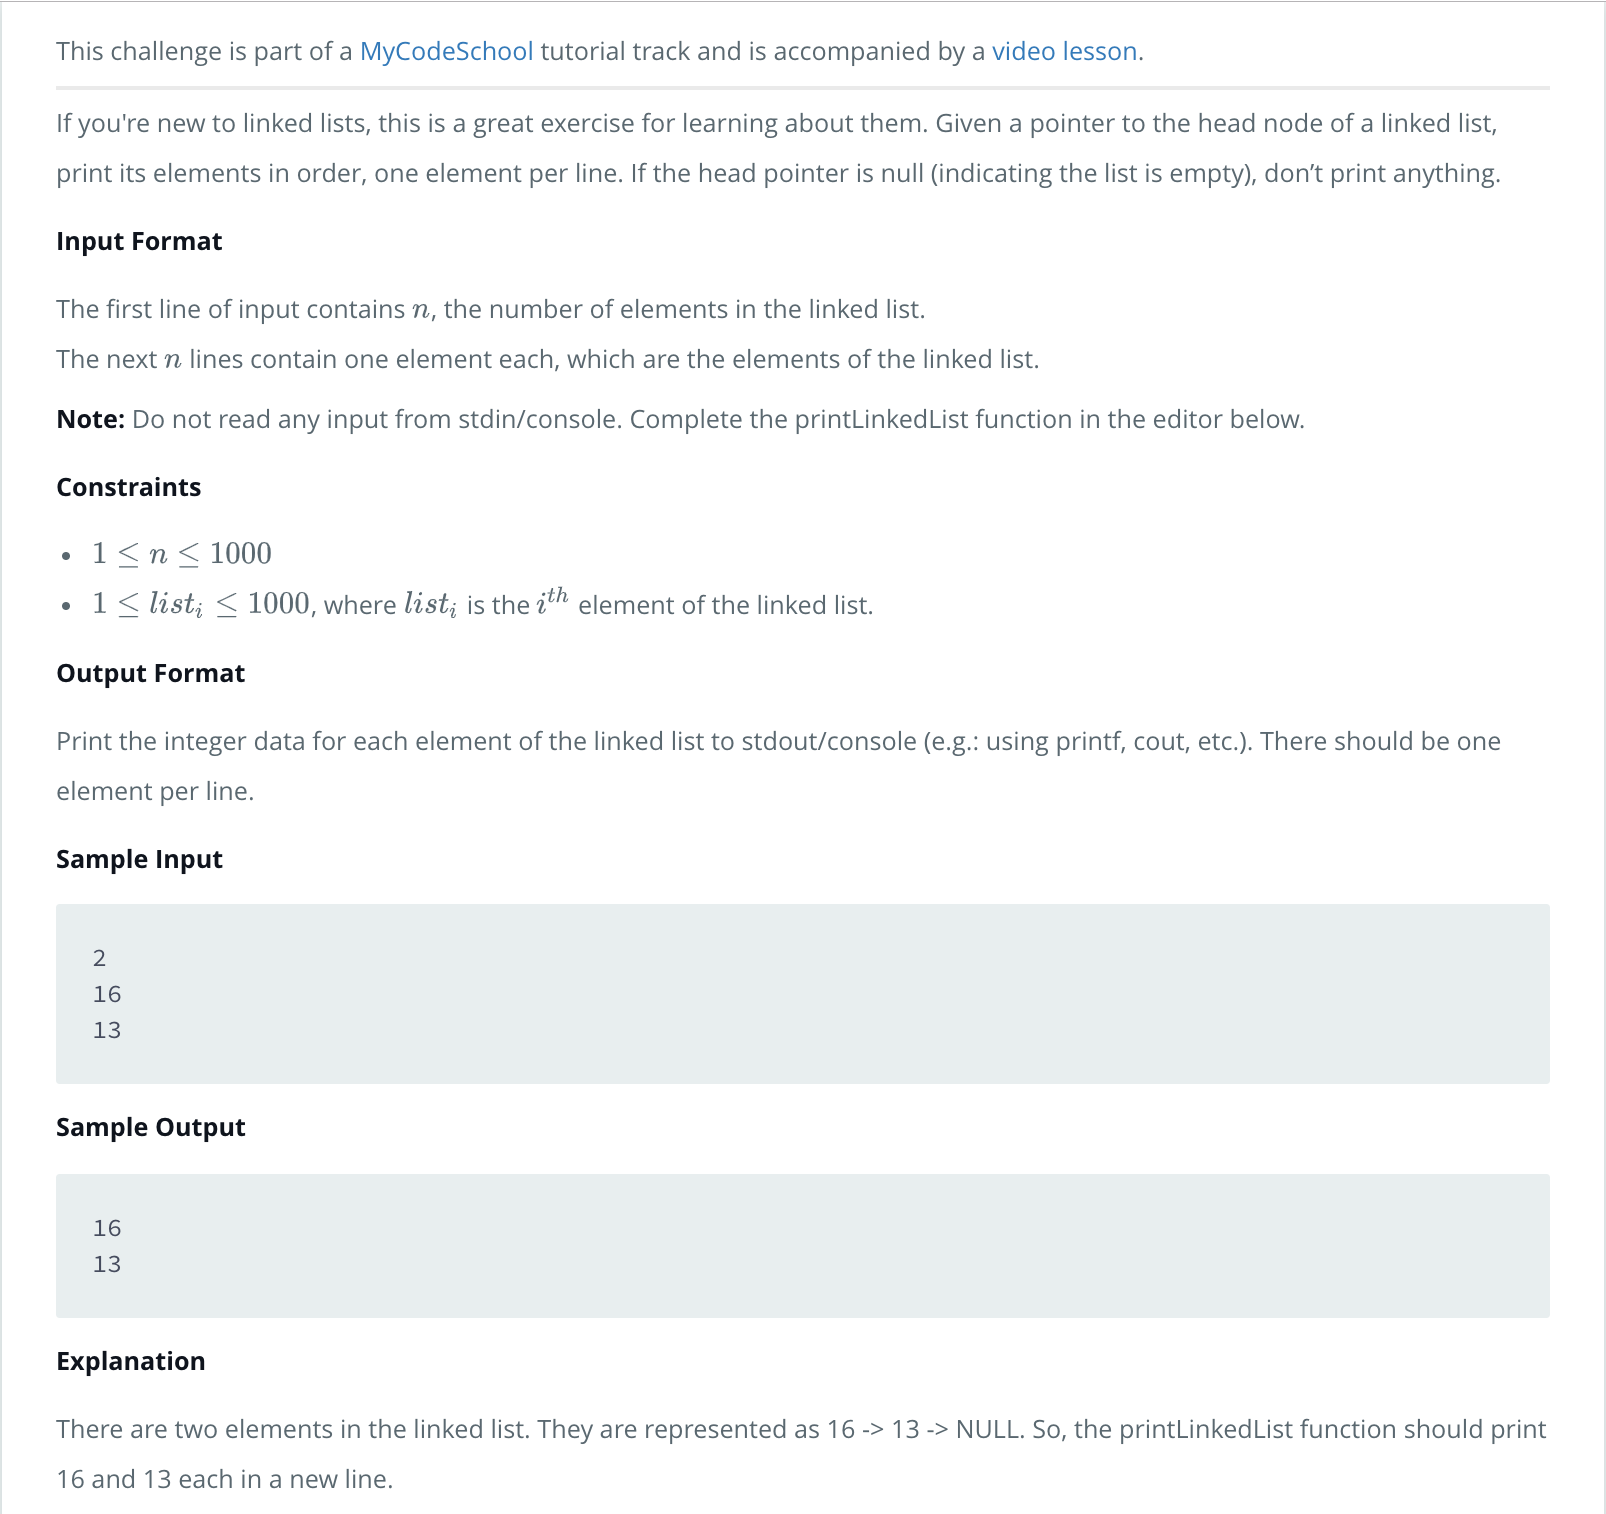 This challenge is part of a MyCodeSchool tutorial track and is accompanied by a video lesson.
If you're new to linked lists, this is a great exercise for learning about them. Given a pointer to the head node of a linked list,
print its elements in order, one element per line. If the head pointer is null (indicating the list is empty), don’t print anything.
Input Format
The first line of input contains n, the number of elements in the linked list.
The next n lines contain one element each, which are the elements of the linked list.
Note: Do not read any input from stdin/console. Complete the printLinkedList function in the editor below.
Constraints
• 1 ≤ n ≤ 1000
• 1 ≤ list_i ≤ 1000, where list_i is the i^th element of the linked list.
Output Format
Print the integer data for each element of the linked list to stdout/console (e.g.: using printf, cout, etc.). There should be one
element per line.
Sample Input
2
16
13
Sample Output
16
13
Explanation
There are two elements in the linked list. They are represented as 16 -> 13 -> NULL. So, the printLinkedList function should print
16 and 13 each in a new line.